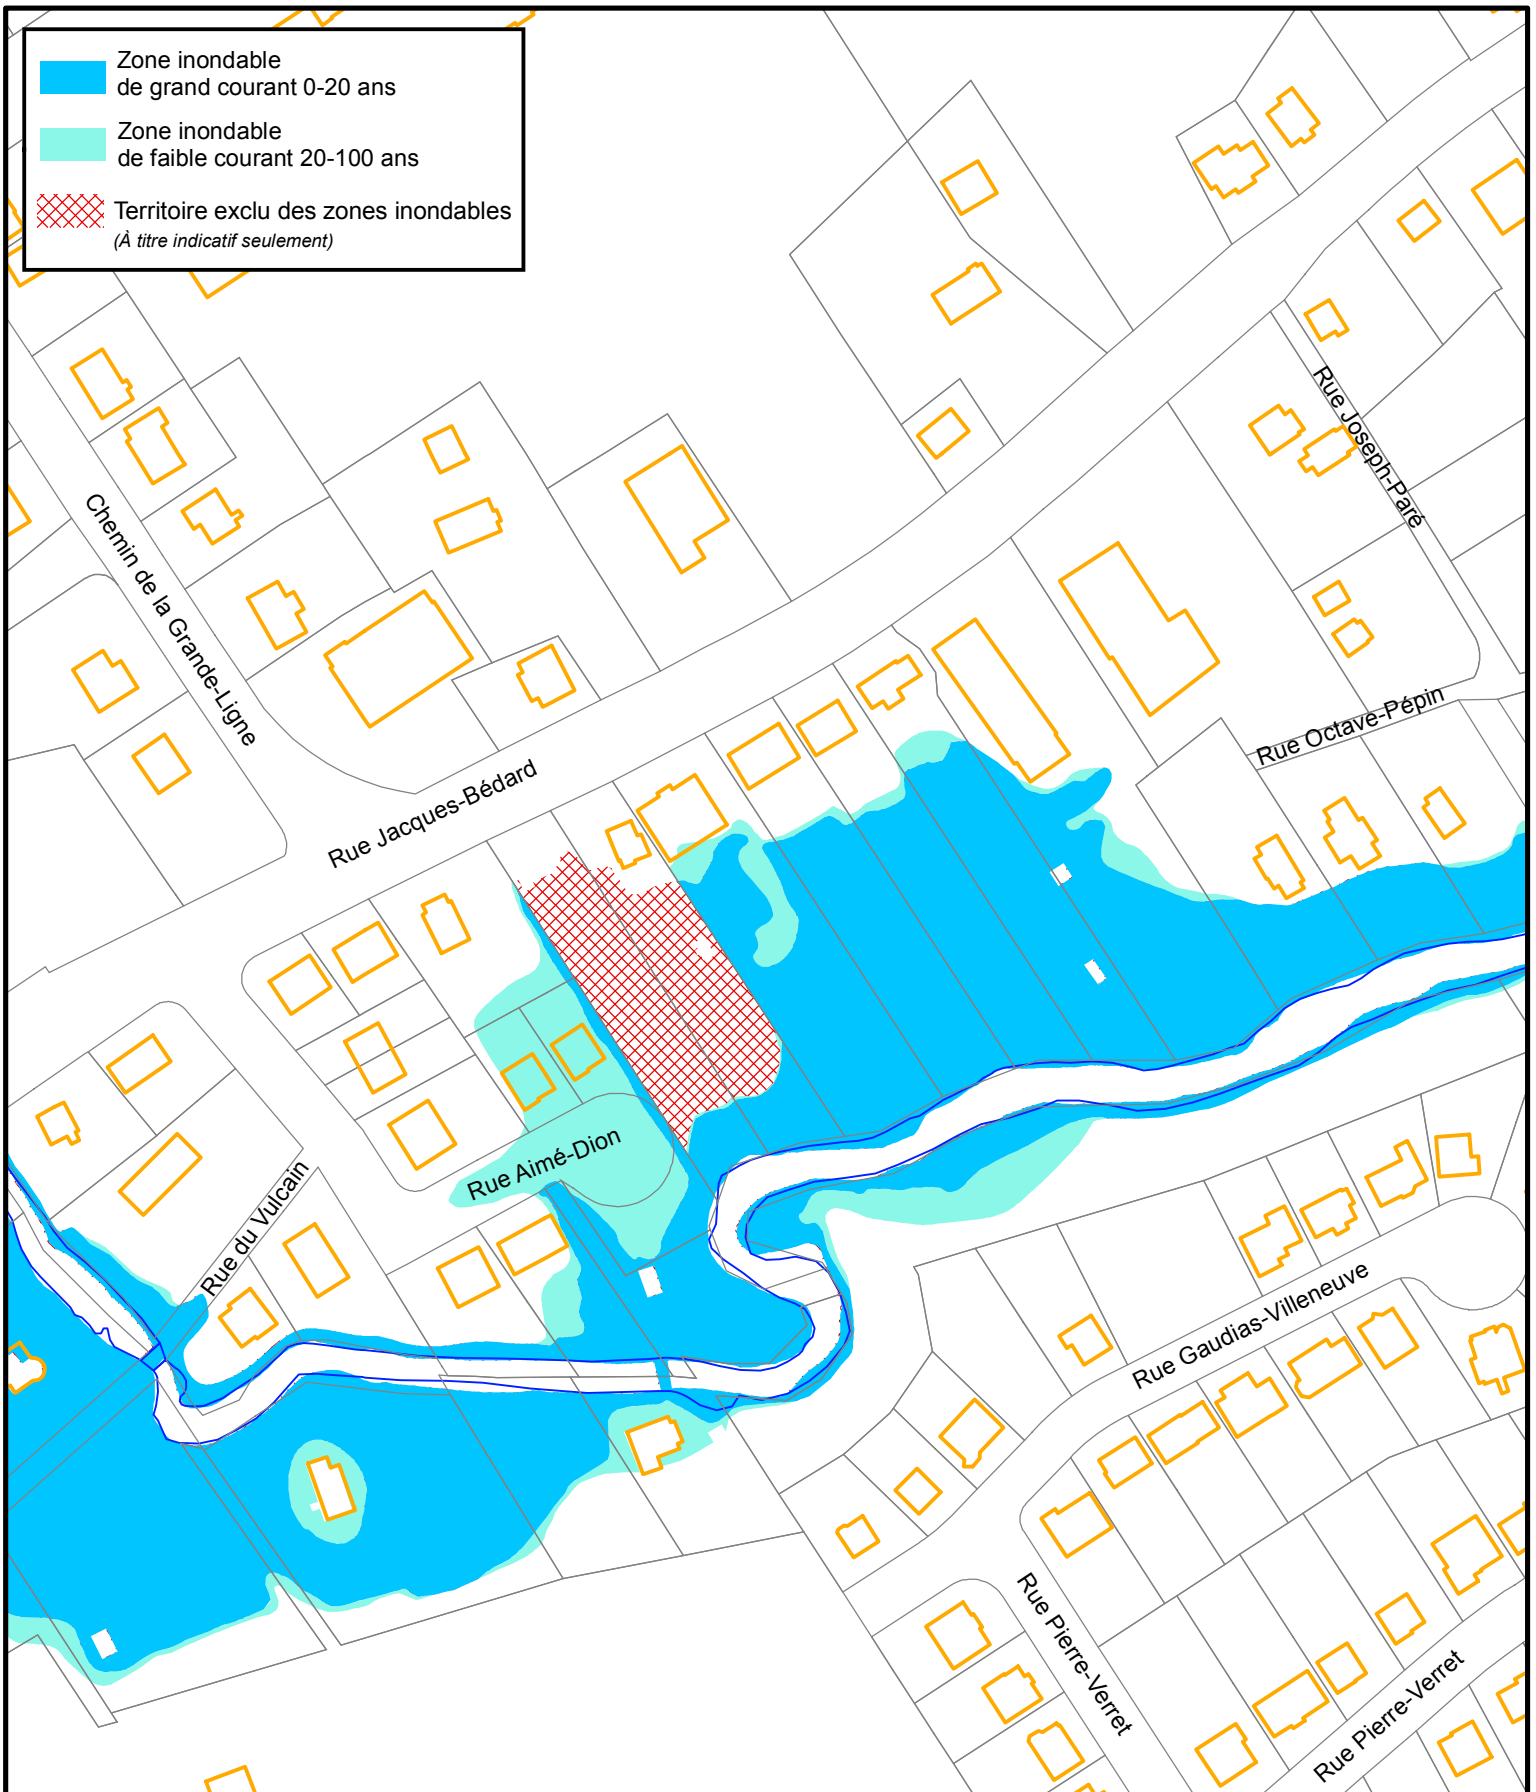 Zone inondable
de grand courant 0-20 ans
Zone inondable
de faible courant 20-100 ans
Territoire exclu des zones inondables
(À titre indicatif seulement)
Rue Joseph-Paré
Chemin de la Grande-Ligne
Rue Octave-Pépin
Rue Jacques-Bédard
Rue Aimé-Dion
Rue du Vulcain
Rue Gaudias-Villeneuve
Rue Pierre-Verret
Rue Pierre-Verret